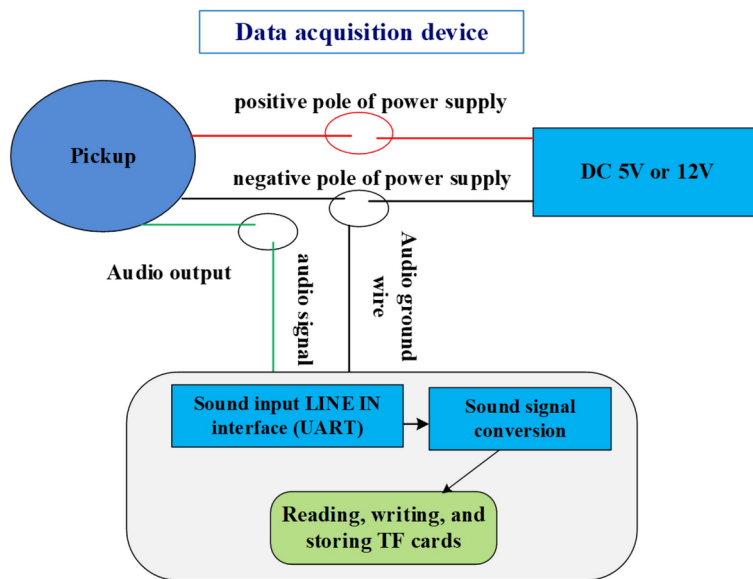 Data acquisition device
positive pole of power supply
Pickup
DC 5V or 12V
negative pole of power supply
Audio output
audio signal
Audio ground
wire
Sound input LINE IN
interface (UART)
Sound signal
conversion
Reading, writing, and
storing TF cards